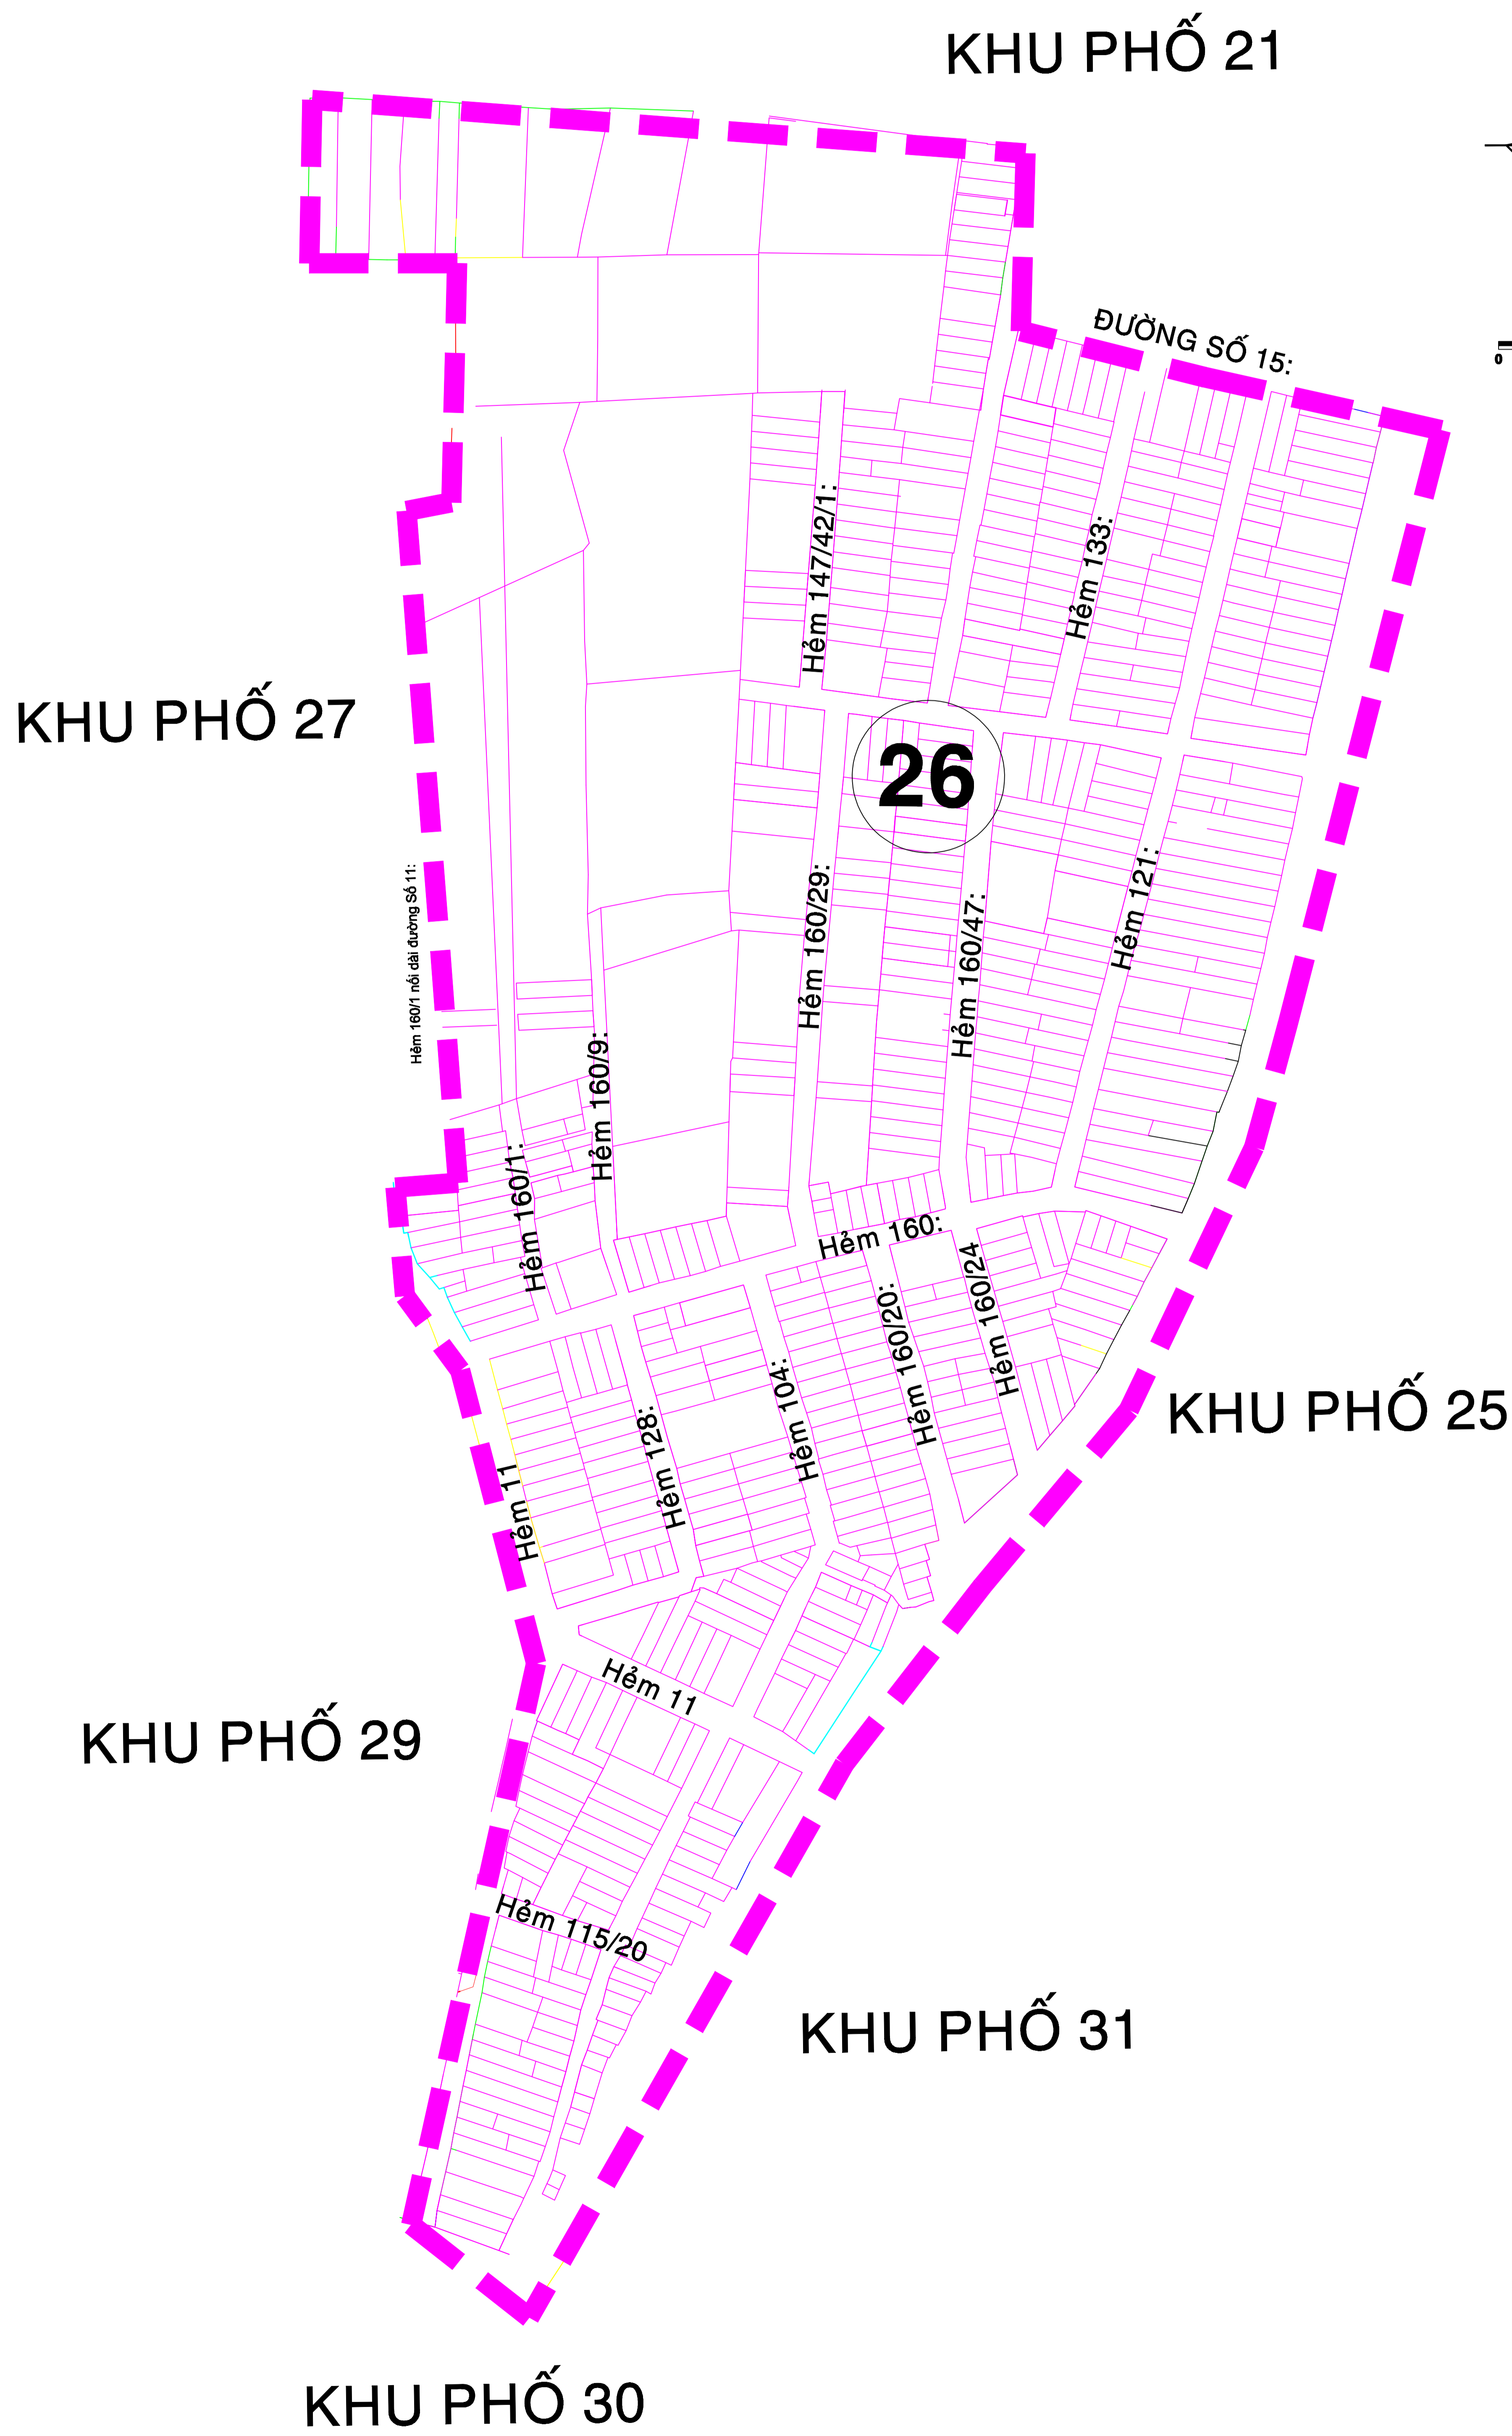 KHU PHỐ 21
ĐƯỜNG SỐ 15:
0
Hẻm 147/42/1:
Hẻm 133:
KHU PHỐ 27
26
Hẻm 160/1 nối dài đường Số 11:
Hẻm 160/29:
Hẻm 160/47:
Hẻm 121:
Hẻm 160/9:
Hẻm 160/1:
Hẻm 160:
Hẻm 160/24
Hẻm 160/20:
Hẻm 104:
Hẻm 128:
KHU PHỐ 25
Hẻm 11
Hẻm 11
KHU PHỐ 29
Hẻm 115/20
KHU PHỐ 31
KHU PHỐ 30